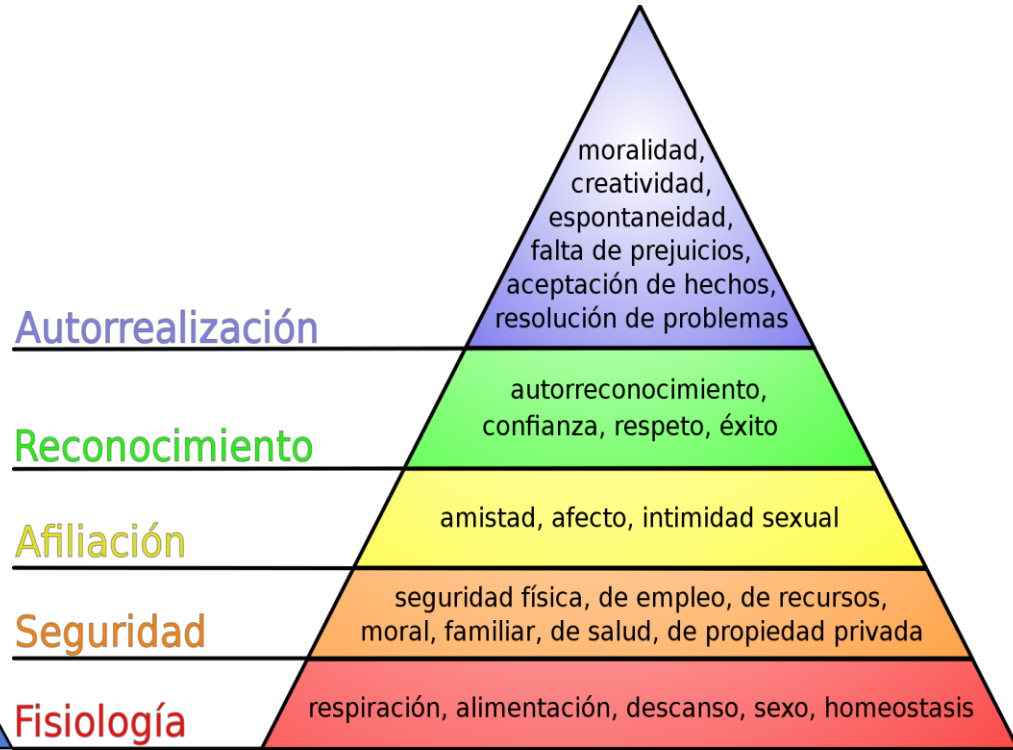 moralidad,
creatividad,
espontaneidad,
falta de prejuicios,
aceptación de hechos,
resolución de problemas
Autorrealización
autorreconocimiento,
confianza, respeto, éxito
Reconocimiento
amistad, afecto, intimidad sexual
Afiliación
seguridad física, de empleo, de recursos,
moral, familiar, de salud, de propiedad privada
Seguridad
respiración, alimentación, descanso, sexo, homeostasis
Fisiología